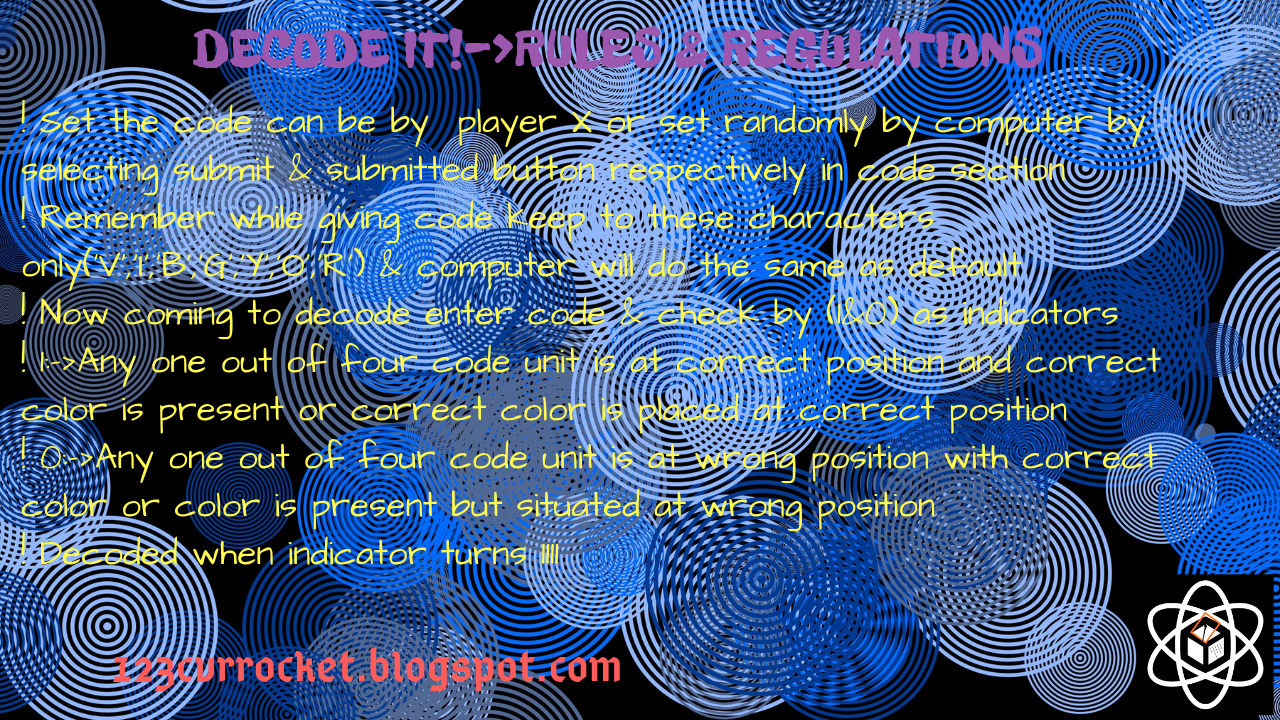 DECODE IT!-->RULES & REGULATIONS
! Set the code can be by player X or set randomly by computer by
selecting submit & submitted button respectively in code section
! Remember while giving code keep to these characters
only('V','I','B','G','Y','O' 'R') & computer will do the same as default
! Now coming to decode enter code & check by (1&0) as indicators
! 1:-->Any one out of four code unit is at correct position and correct
color is present or correct color is placed at correct position
! 0:-->Any one out of four code unit is at wrong position with correct
color or color is present but situated at wrong position
! Decoded when indicator turns 1111
123curocket.blogspot.com